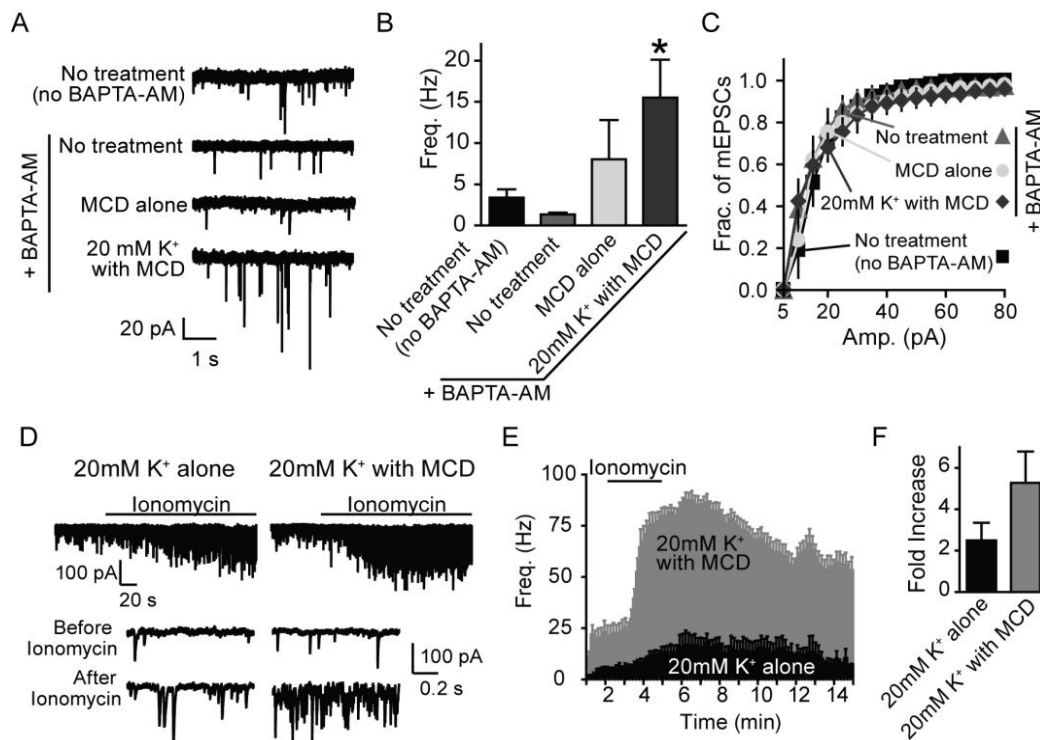 A
No treatment
(no BAPTA-AM)
+ BAPTA-AM
No treatment
MCD alone
20 mM K⁺
with MCD
20 pA
1 s
B
Freq. (Hz)
20
15
10
5
0
*
No treatment
(no BAPTA-AM)
No treatment
MCD alone
20mM K⁺ with MCD
+ BAPTA-AM
C
Frac. of mEPSCs
1.0
0.8
0.6
0.4
0.2
0.0
No treatment
MCD alone
20mM K⁺ with MCD
+ BAPTA-AM
No treatment
(no BAPTA-AM)
5 20 40 60 80
Amp. (pA)
D
20mM K⁺ alone
20mM K⁺ with MCD
Ionomycin
Ionomycin
100 pA
20 s
Before
Ionomycin
After
Ionomycin
100 pA
0.2 s
E
Freq. (Hz)
100
75
50
25
0
Ionomycin
20mM K⁺
with MCD
20mM K⁺ alone
2 4 6 8 10 12 14
Time (min)
F
Fold Increase
6
4
2
0
20mM K⁺ alone
20mM K⁺ with MCD